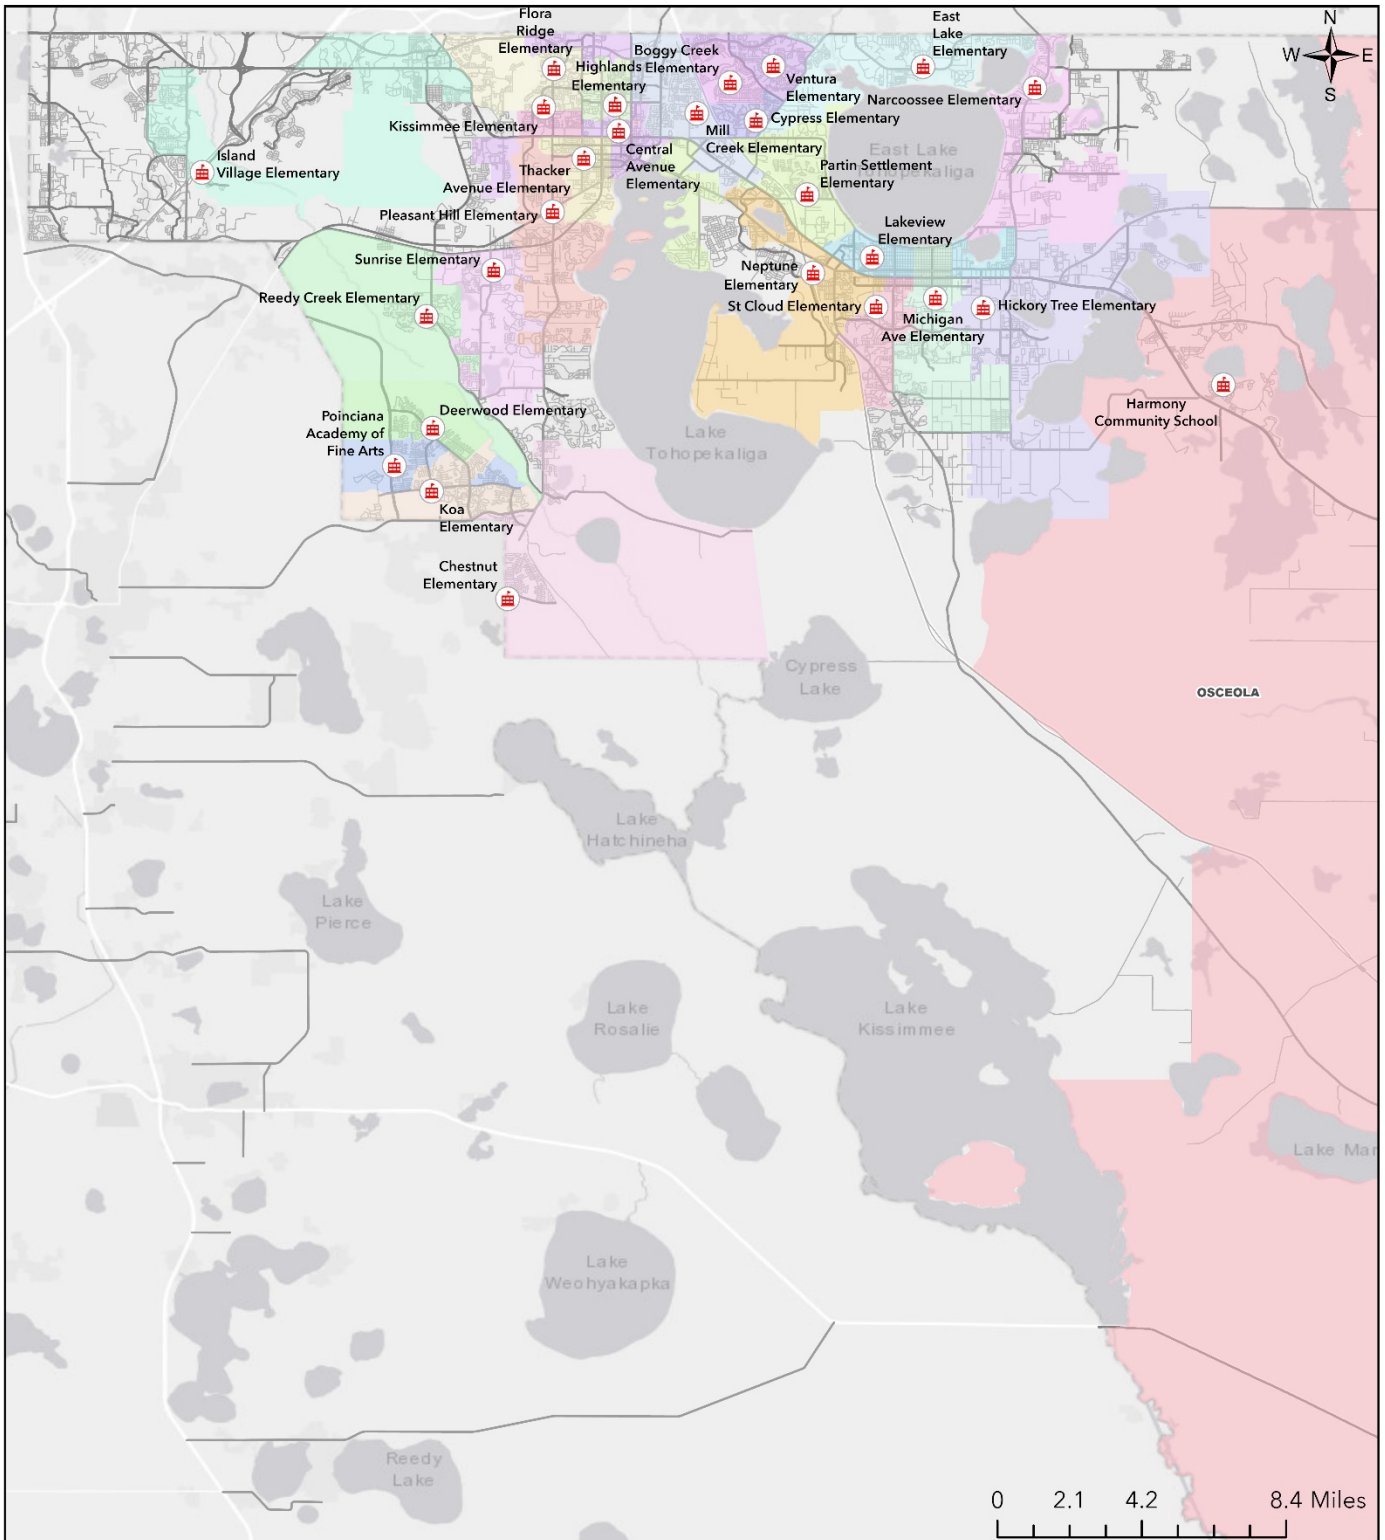 Flora
Ridge
Elementary
East
Lake
Elementary
N
W
E
S
Boggy Creek
Elementary
Highlands
Elementary
Ventura
Elementary
Narcoossee Elementary
Kissimmee Elementary
Cypress Elementary
Mill
Creek Elementary
Central
Avenue
Elementary
East Lake
Tohopekaliga
Island
Village Elementary
Thacker
Avenue Elementary
Partin Settlement
Elementary
Pleasant Hill Elementary
Lakeview
Elementary
Sunrise Elementary
Neptune
Elementary
Reedy Creek Elementary
St Cloud Elementary
Michigan
Ave Elementary
Hickory Tree Elementary
Harmony
Community School
Deerwood Elementary
Poinciana
Academy of
Fine Arts
Lake
Tohopekaliga
Koa
Elementary
Chestnut
Elementary
Cypress
Lake
OSCEOLA
Lake
Hatchineha
Lake
Pierce
Lake
Rosalie
Lake
Kissimmee
Lake Mar
Lake
Weohyakapka
Reedy
Lake
0 2.1 4.2 8.4 Miles